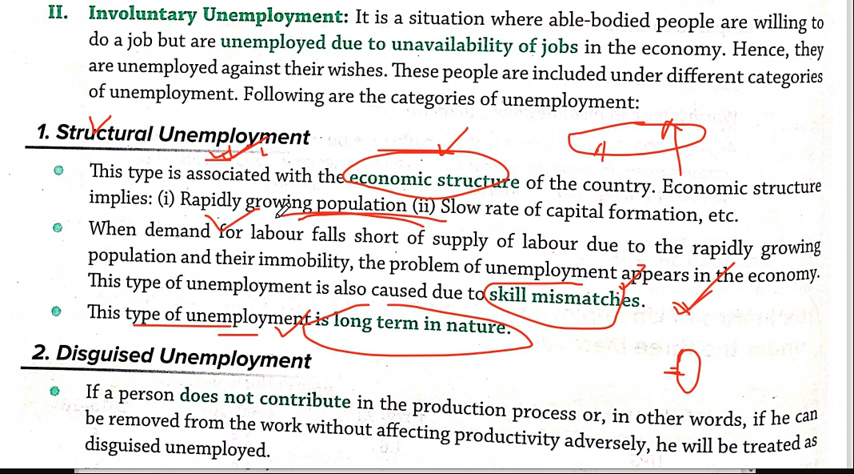 II. Involuntary Unemployment: It is a situation where able-bodied people are willing to
do a job but are unemployed due to unavailability of jobs in the economy. Hence, they
are unemployed against their wishes. These people are included under different categories
of unemployment. Following are the categories of unemployment:
1. Structural Unemployment
This type is associated with the economic structure of the country. Economic structure
implies: (i) Rapidly growing population (ii) Slow rate of capital formation, etc.
When demand for labour falls short of supply of labour due to the rapidly growing
population and their immobility, the problem of unemployment appears in the economy.
This type of unemployment is also caused due to skill mismatches.
This type of unemployment is long term in nature.
2. Disguised Unemployment
If a person does not contribute in the production process or, in other words, if he can
be removed from the work without affecting productivity adversely, he will be treated as
disguised unemployed.